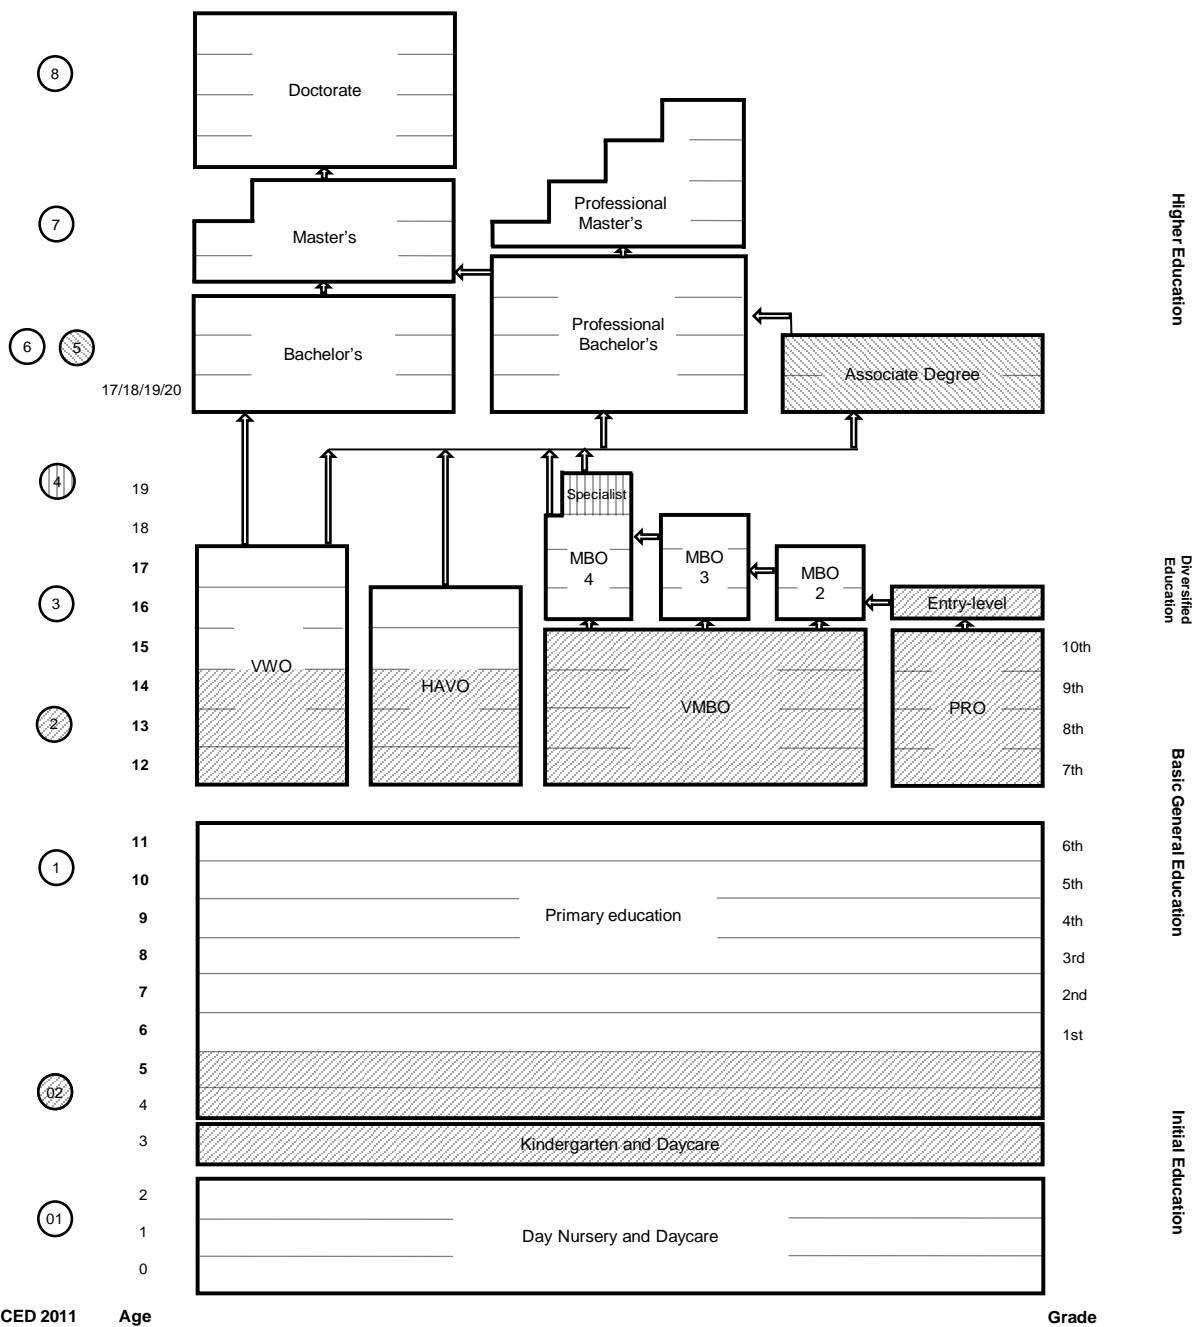 8
Doctorate
7
Professional
Master's
Master's
Higher Education
6
5
Professional
Bachelor's
Bachelor's
Associate Degree
17/18/19/20
4
19
Specialist
18
17
MBO
4
MBO
3
MBO
2
Diversified
Education
3
16
Entry-level
15
10th
VWO
14
HAVO
9th
2
13
VMBO
PRO
8th
12
7th
Basic General Education
11
6th
1
10
5th
9
Primary education
4th
8
3rd
7
2nd
6
1st
5
02
4
3
Kindergarten and Daycare
Initial Education
2
01
1
Day Nursery and Daycare
0
CED 2011
Age
Grade